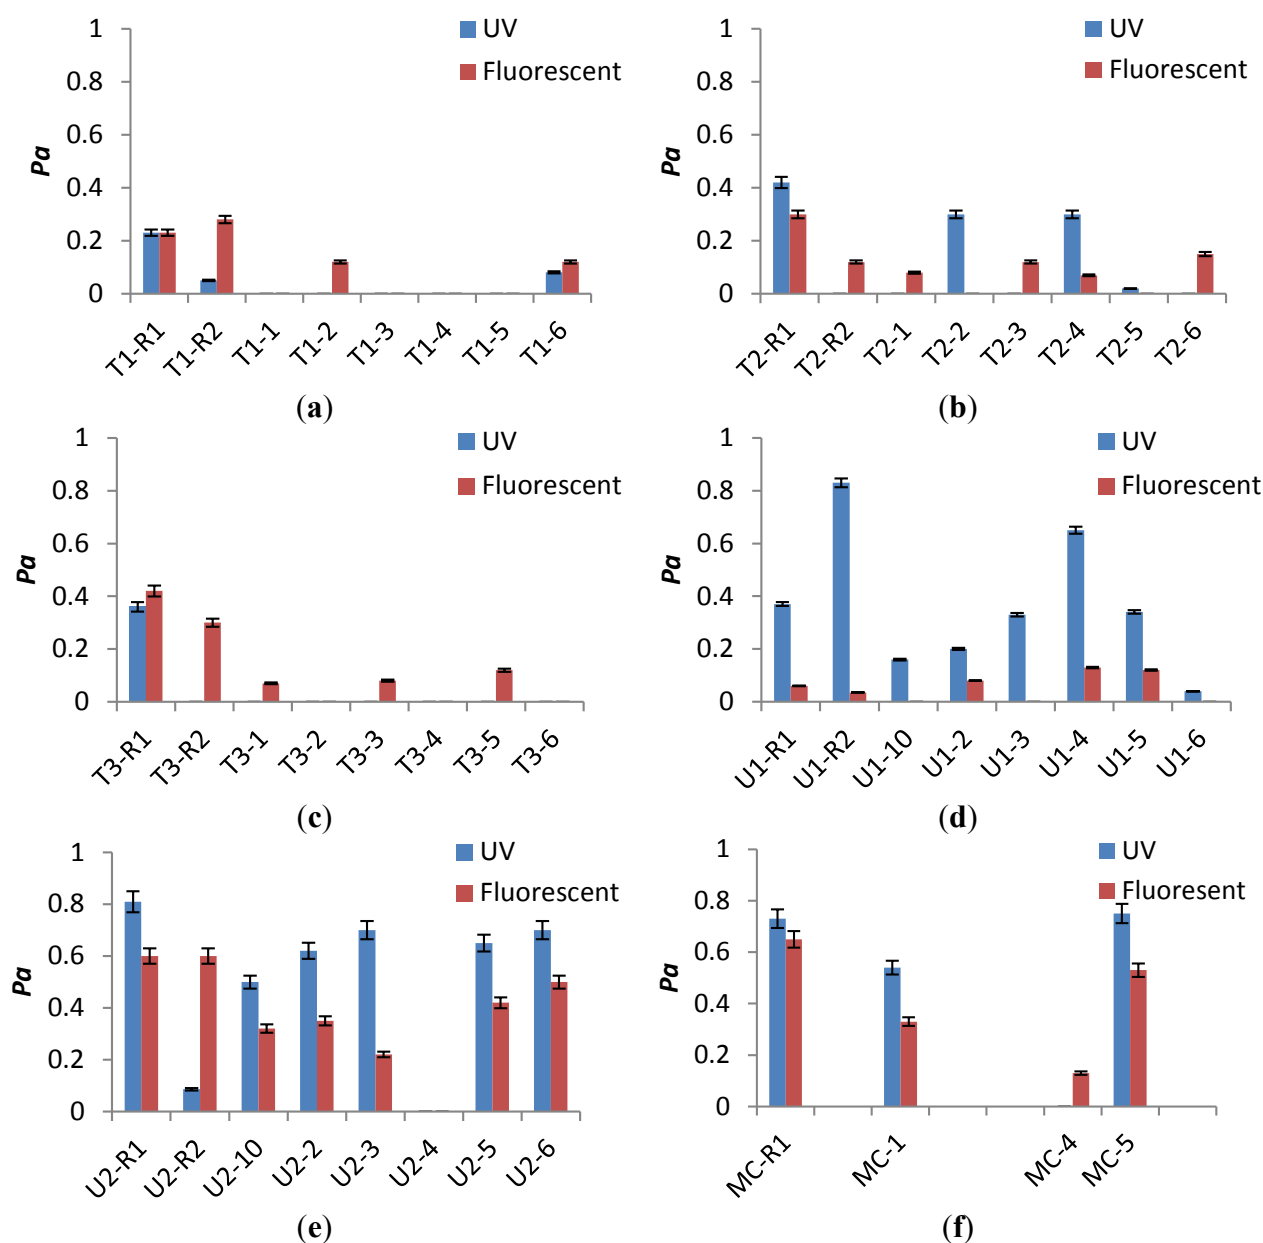 1
0.8
0.6
0.4
0.2
0
Pa
UV
Fluorescent
T1-R1 T1-R2 T1-1 T1-2 T1-3 T1-4 T1-5 T1-6
(a)
1
0.8
0.6
0.4
0.2
0
Pa
UV
Fluorescent
T2-R1 T2-R2 T2-1 T2-2 T2-3 T2-4 T2-5 T2-6
(b)
1
0.8
0.6
0.4
0.2
0
Pa
UV
Fluorescent
T3-R1 T3-R2 T3-1 T3-2 T3-3 T3-4 T3-5 T3-6
(c)
1
0.8
0.6
0.4
0.2
0
Pa
UV
Fluorescent
U1-R1 U1-R2 U1-10 U1-2 U1-3 U1-4 U1-5 U1-6
(d)
1
0.8
0.6
0.4
0.2
0
Pa
UV
Fluorescent
U2-R1 U2-R2 U2-10 U2-2 U2-3 U2-4 U2-5 U2-6
(e)
1
0.8
0.6
0.4
0.2
0
Pa
UV
Fluoresent
MC-R1 MC-1 MC-4 MC-5
(f)